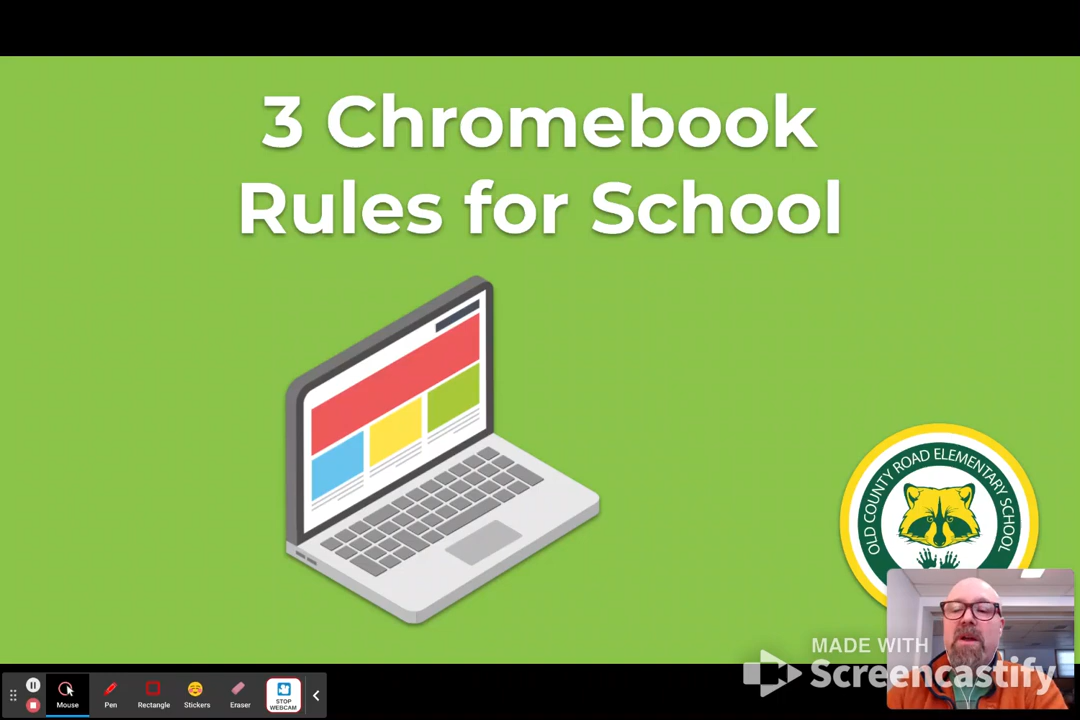 3 Chromebook
Rules for School
OLD COUNTY ROAD ELEMENTARY SCHOOL
MADE WITH
Screencastify
Mouse
Pen
Rectangle
Stickers
Eraser
STOP
WEBCAM